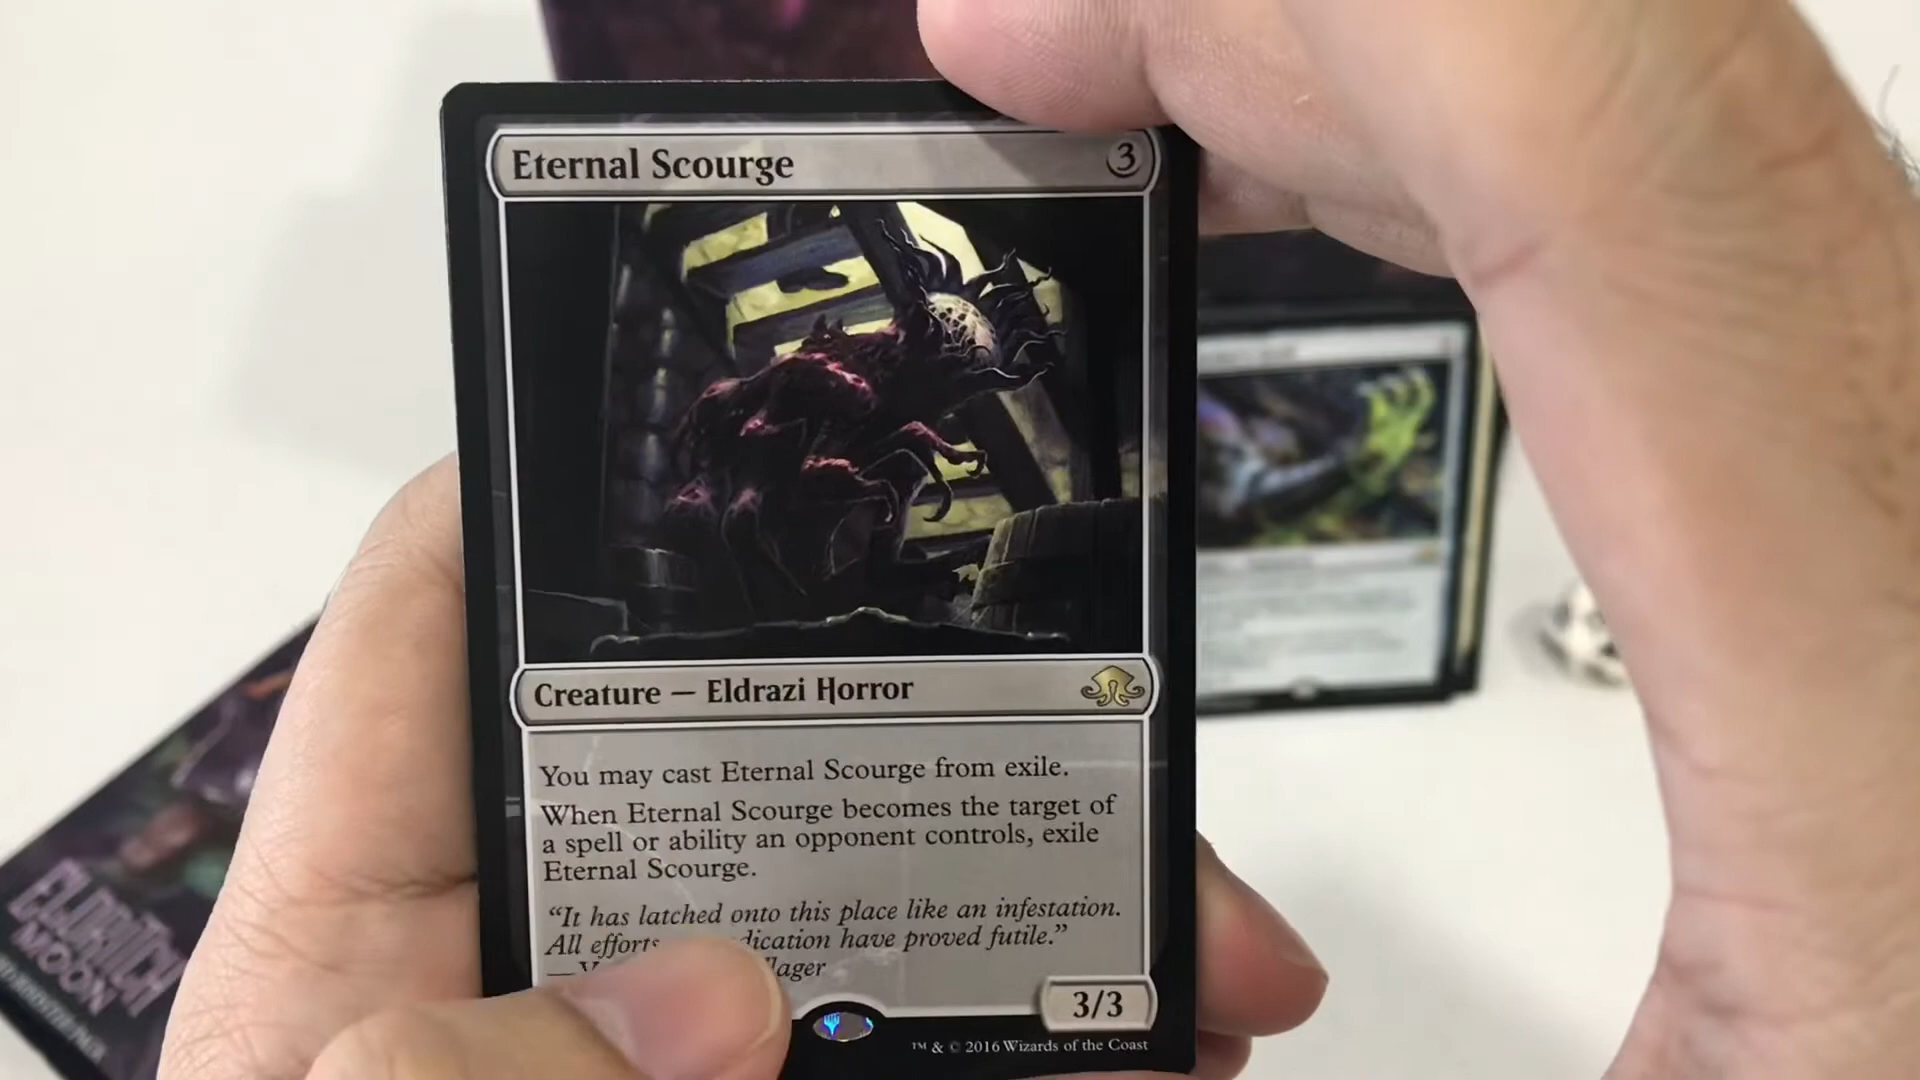 Eternal Scourge 3
Creature — Eldrazi Horror
You may cast Eternal Scourge from exile.
When Eternal Scourge becomes the target of
a spell or ability an opponent controls, exile
Eternal Scourge.
“It has latched onto this place like an infestation.
All efforts dication have proved futile.”
— V llager
3/3
™ & © 2016 Wizards of the Coast
ELDRITCH
MOON